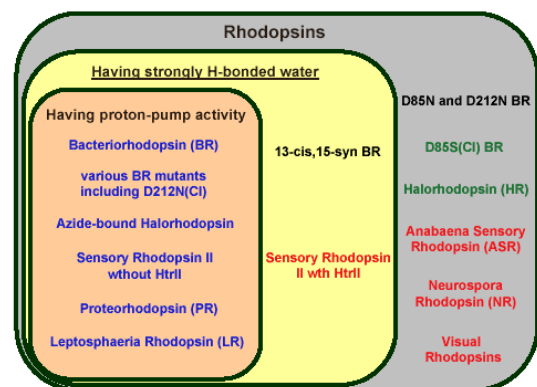 Rhodopsins
Having strongly H-bonded water
Having proton-pump activity
Bacteriorhodopsin (BR)
various BR mutants
including D212N(Cl)
Azide-bound Halorhodopsin
Sensory Rhodopsin II
wthout HtrII
Proteorhodopsin (PR)
Leptosphaeria Rhodopsin (LR)
13-cis,15-syn BR
Sensory Rhodopsin
II wth HtrII
D85N and D212N BR
D85S(Cl) BR
Halorhodopsin (HR)
Anabaena Sensory
Rhodopsin (ASR)
Neurospora
Rhodopsin (NR)
Visual
Rhodopsins